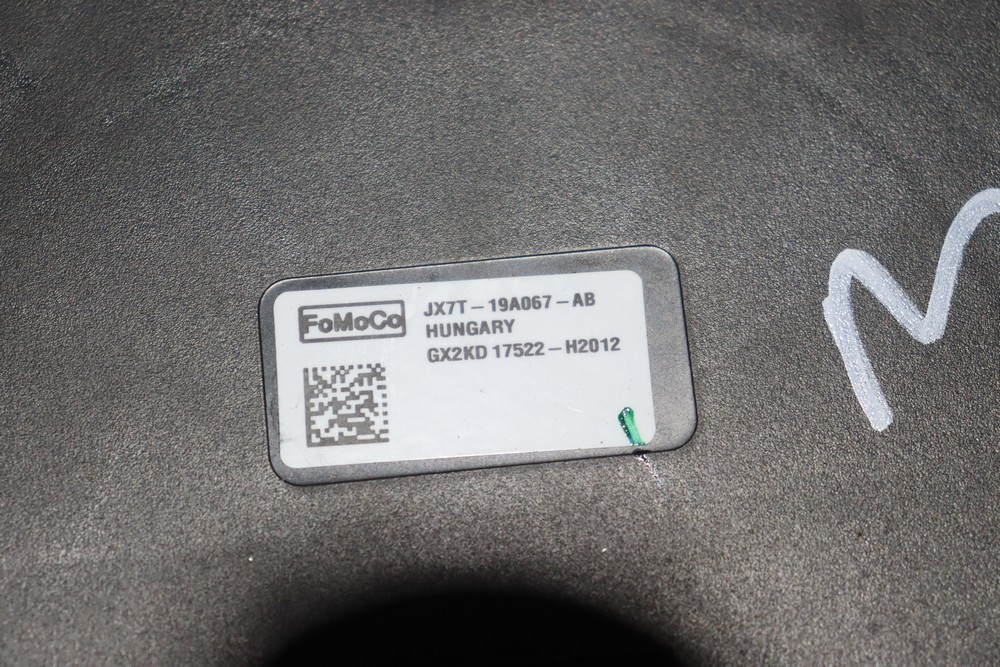 FoMoCo
JX7T-19A067-AB
HUNGARY
GX2KD 17522-H2012